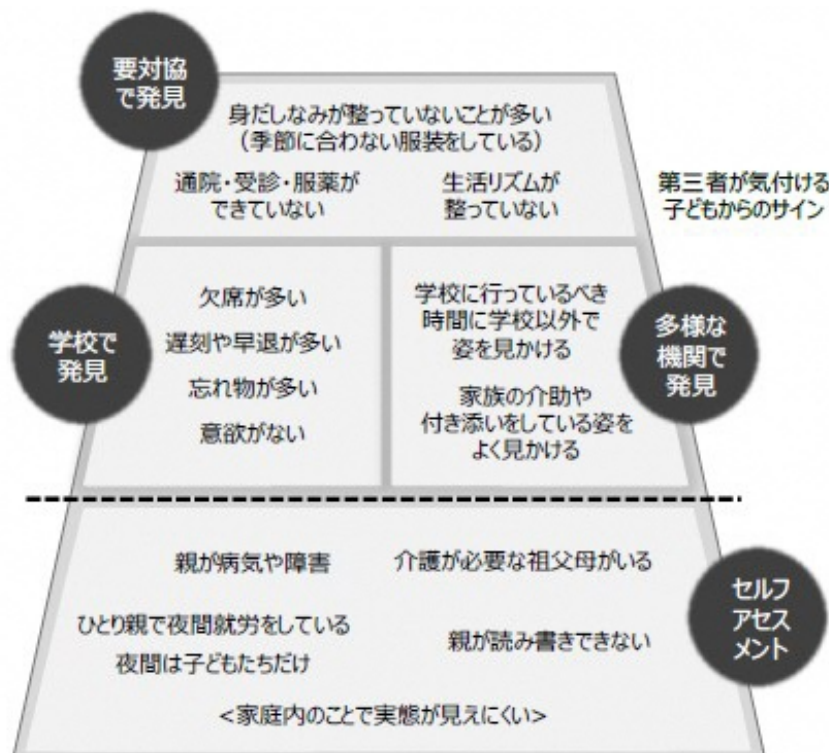 要対協
で発見
身だしなみが整っていないことが多い
（季節に合わない服装をしている）
通院・受診・服薬が
できていない
生活リズムが
整っていない
第三者が気付ける
子どもからのサイン
学校で
発見
欠席が多い
遅刻や早退が多い
忘れ物が多い
意欲がない
学校に行っているべき
時間に学校以外で
姿を見かける
家族の介助や
付き添いをしている姿を
よく見かける
多様な
機関で
発見
親が病気や障害
介護が必要な祖父母がいる
ひとり親で夜間就労をしている
夜間は子どもたちだけ
親が読み書きできない
<家庭内のことで実態が見えにくい>
セルフ
アセス
メント